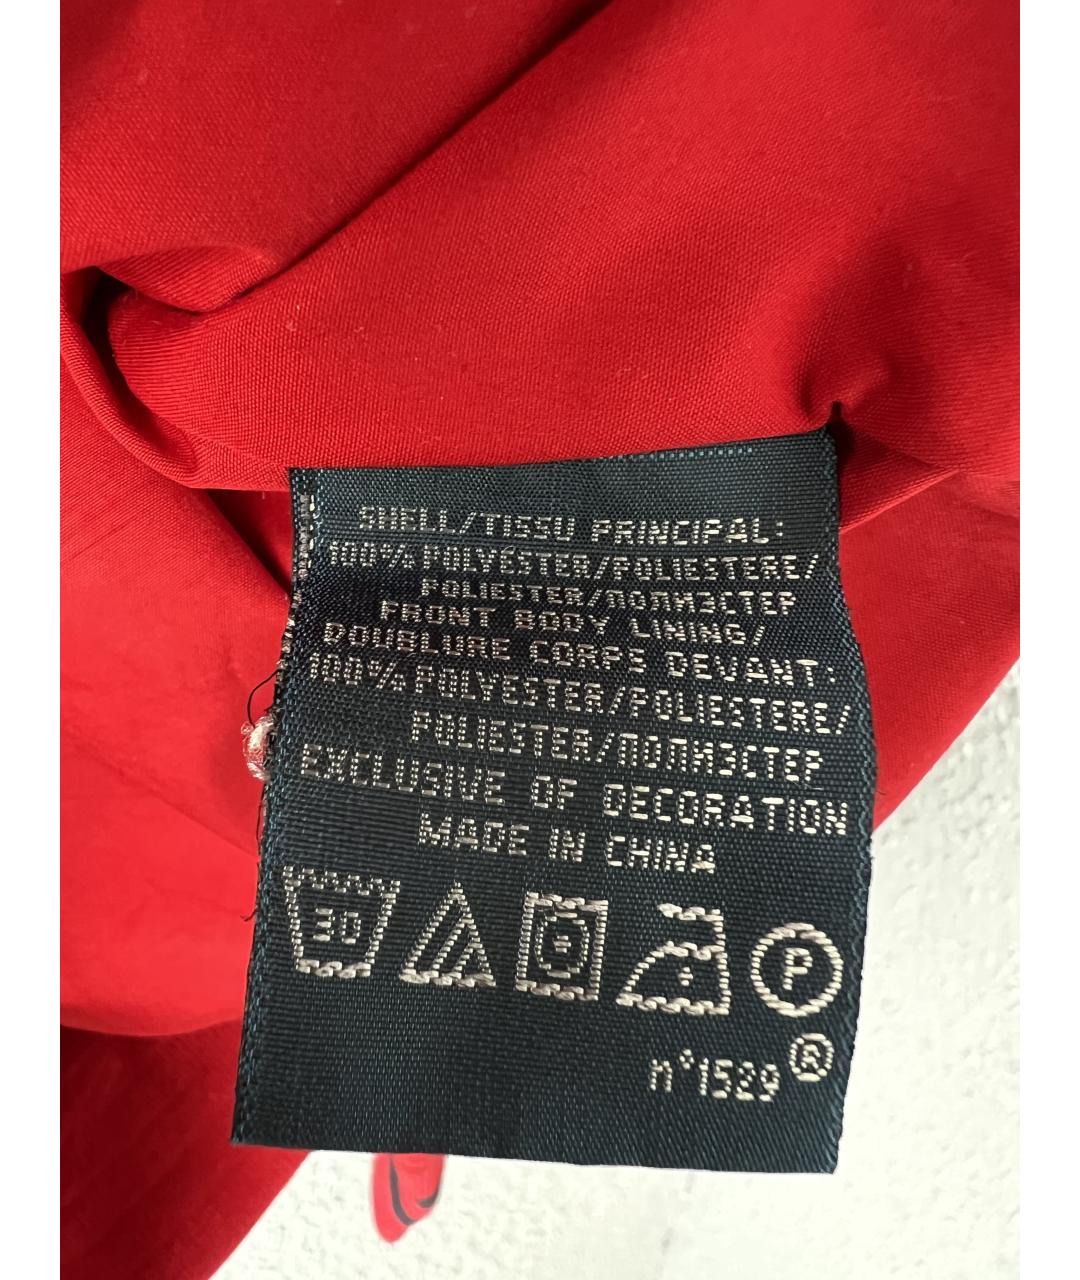 SHELL/TISSU PRINCIPAL:
100% POLYÉSTER/POLIESTERE/
POLIESTER/ПОЛИЭСТЕР
FRONT BODY LINING/
DOUBLURE CORPS DEVANT:
100% POLYESTER/POLIESTERE/
POLIESTER/ПОЛИЭСТЕР
EXCLUSIVE OF DECORATION
MADE IN CHINA
30
P
n°1529 ®